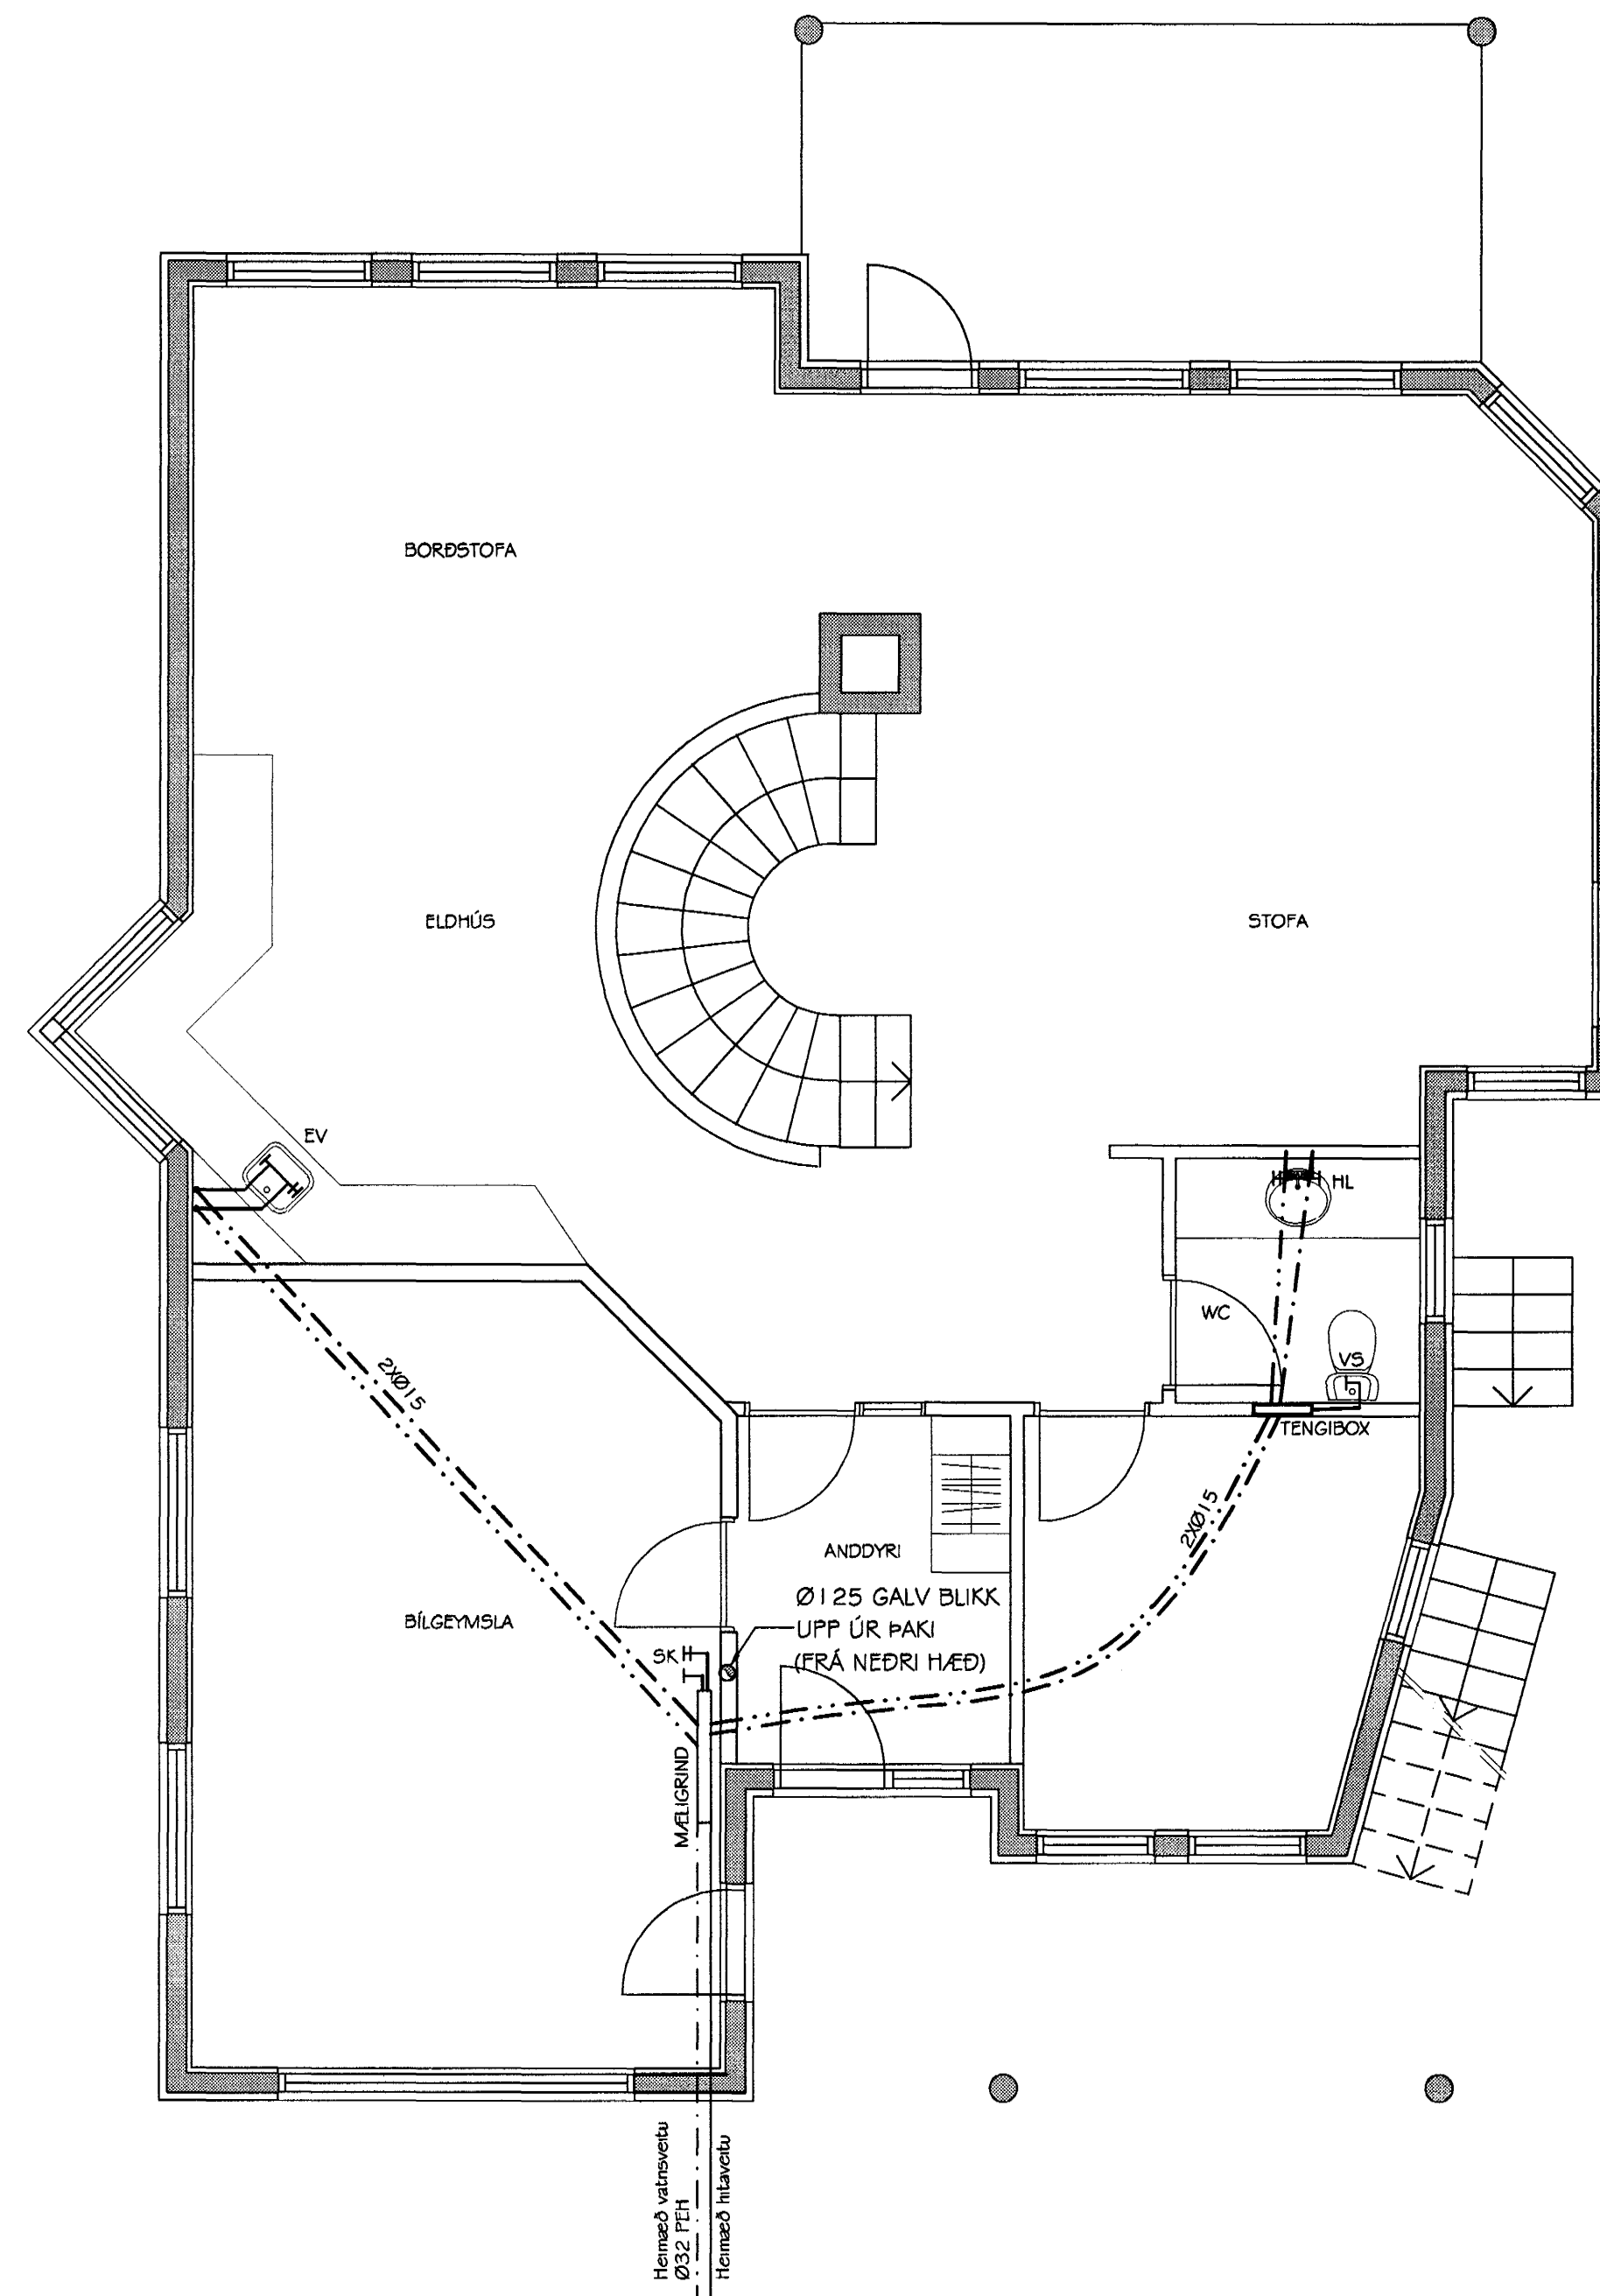 BORÐSTOFA
ELDHÚS
STOFA
EV
HL
WC
VS
2XØ15
TENGIBOX
2XØ15
ANDDYRI
Ø125 GALV BLIKK
UPP ÚR ÞAKI
(FRÁ NEÐRI HÆÐ)
BÍLGEYMSLA
SK
MÆLIGRIND
Heimæð vatnsveitu
Ø32 PEH
Heimæð hitaveitu